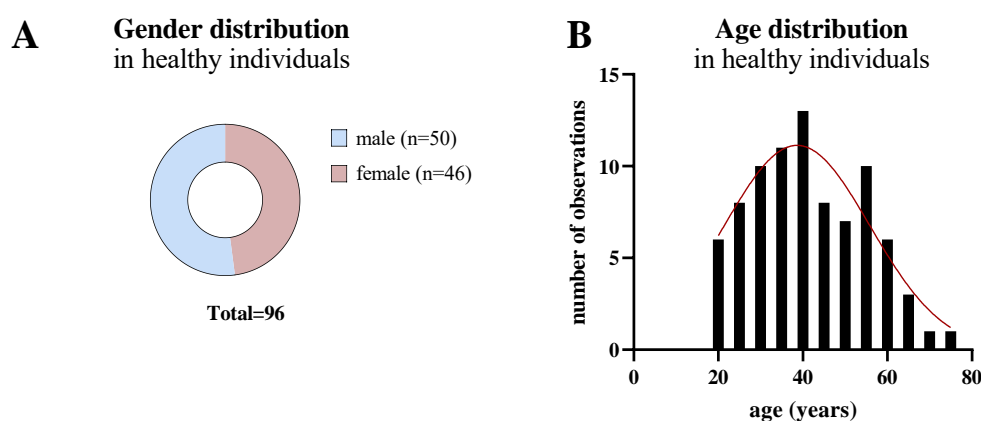 A
Gender distribution
in healthy individuals
male (n=50)
female (n=46)
Total=96
B
Age distribution
in healthy individuals
number of observations
15
10
5
0
0 20 40 60 80
age (years)